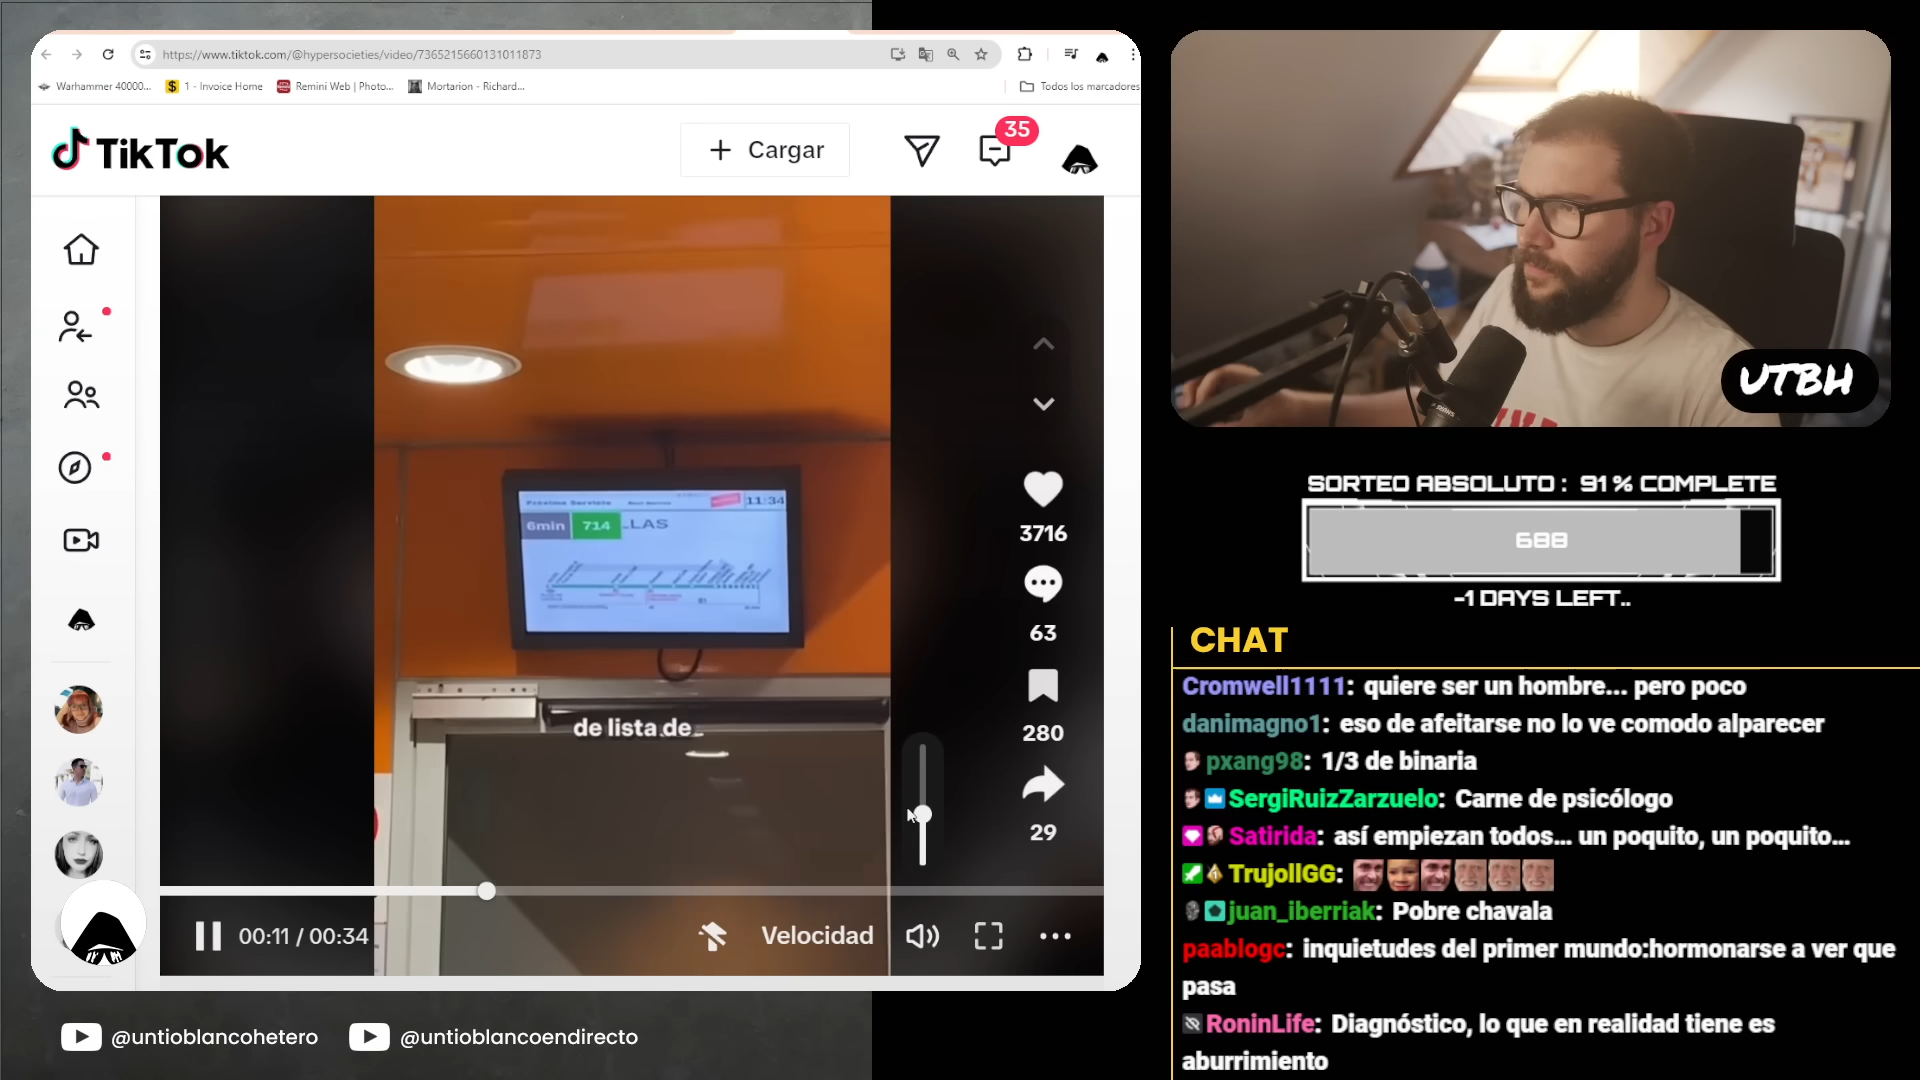 https://www.tiktok.com/@hypersocieties/video/7365215660131011873
Warhammer 40000...
1 - Invoice Home
Remini Web | Photo...
Mortarion - Richard...
Todos los marcadores
TikTok
Cargar
35
Próximo Servicio
11:34
6min
714
LAS
de lista de
3716
63
280
29
00:11 / 00:34
Velocidad
@untioblancohetero
@untioblancoendirecto
UTBH
SORTEO ABSOLUTO : 91 % COMPLETE
688
-1 DAYS LEFT..
CHAT
Cromwell1111: quiere ser un hombre... pero poco
danimagno1: eso de afeitarse no lo ve comodo alparecer
pxang98: 1/3 de binaria
SergiRuizZarzuelo: Carne de psicólogo
Satirida: así empiezan todos... un poquito, un poquito...
TrujollGG:
juan_iberriak: Pobre chavala
paablogc: inquietudes del primer mundo:hormonarse a ver que
pasa
RoninLife: Diagnóstico, lo que en realidad tiene es
aburrimiento